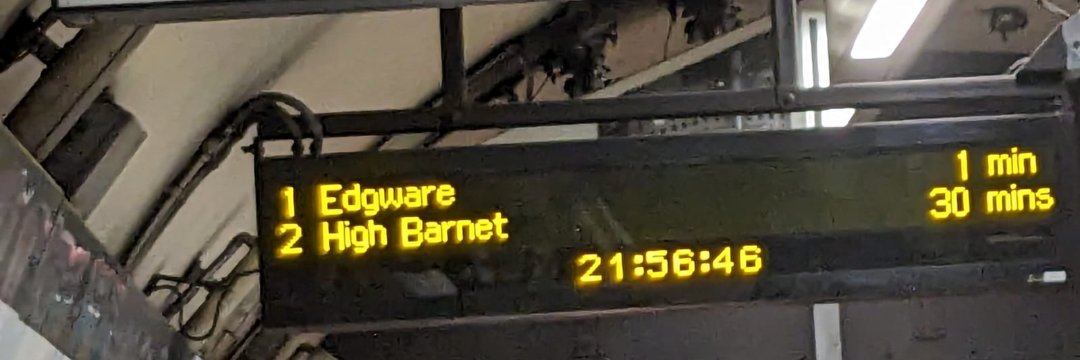 1 Edgware 1 min
2 High Barnet 30 mins
21:56:46